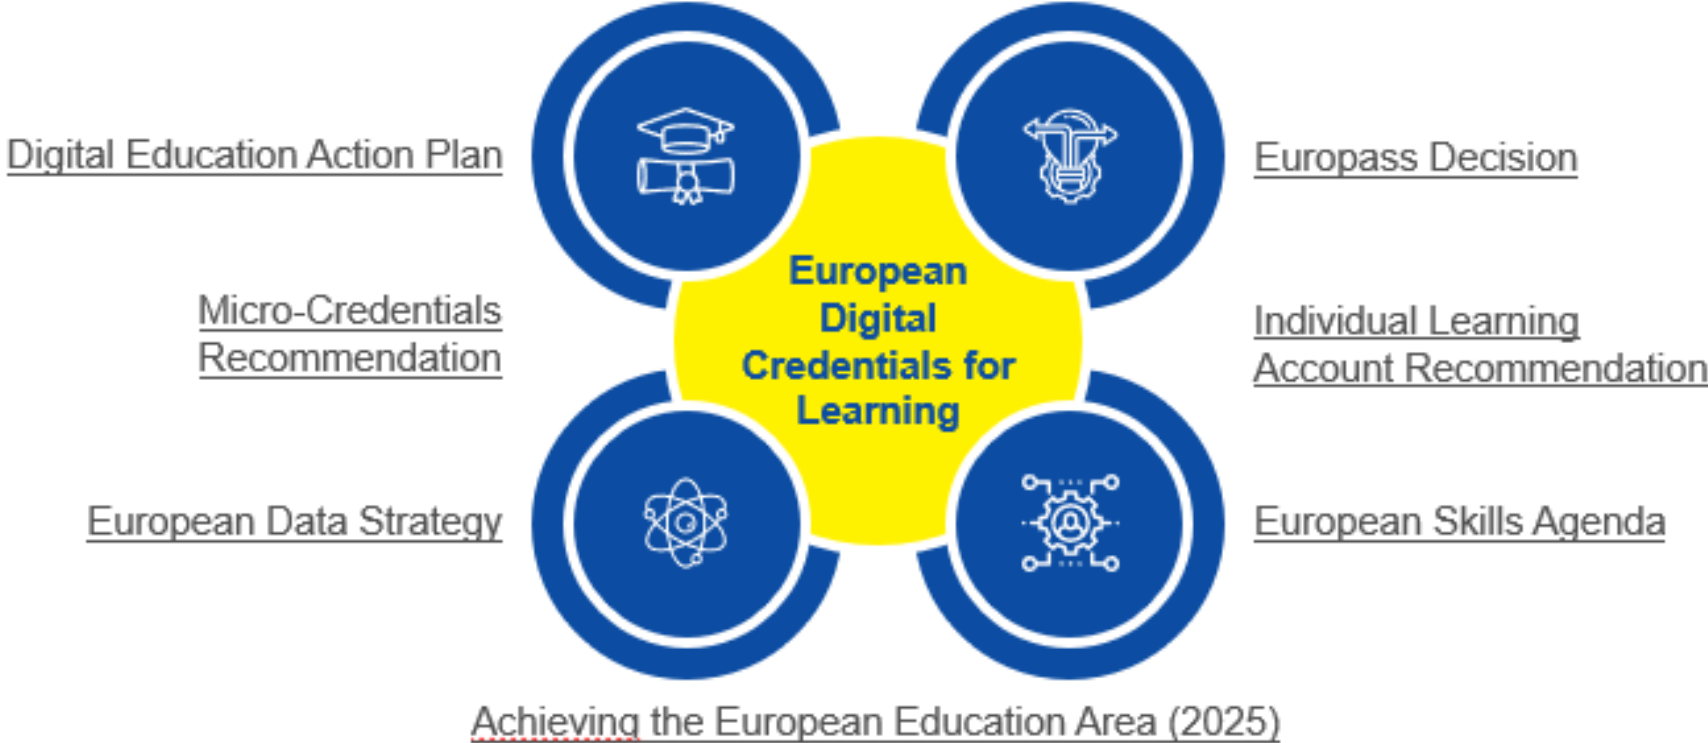 Digital Education Action Plan
Europass Decision
Micro-Credentials
Recommendation
European
Digital
Credentials for
Learning
Individual Learning
Account Recommendation
European Data Strategy
European Skills Agenda
Achieving the European Education Area (2025)